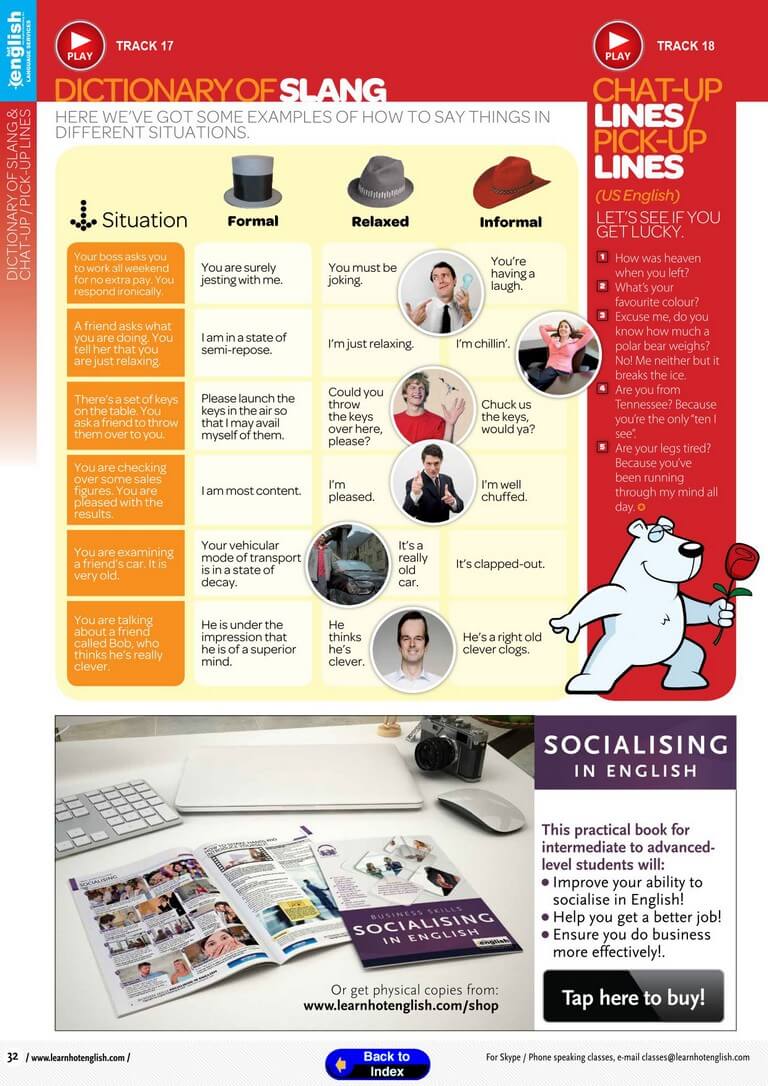 hot
english
LANGUAGE SERVICES
DICTIONARY OF SLANG &
CHAT-UP / PICK-UP LINES
PLAY
TRACK 17
DICTIONARY OF SLANG
HERE WE'VE GOT SOME EXAMPLES OF HOW TO SAY THINGS IN
DIFFERENT SITUATIONS.
Situation
Formal
Relaxed
Informal
Your boss asks you
to work all weekend
for no extra pay. You
respond ironically.
You are surely
jesting with me.
You must be
joking.
You're
having a
laugh.
A friend asks what
you are doing. You
tell her that you
are just relaxing.
I am in a state of
semi-repose.
I'm just relaxing.
I'm chillin'.
There's a set of keys
on the table. You
ask a friend to throw
them over to you.
Please launch the
keys in the air so
that I may avail
myself of them.
Could you
throw
the keys
over here,
please?
Chuck us
the keys,
would ya?
You are checking
over some sales
figures. You are
pleased with the
results.
I am most content.
I'm
pleased.
I'm well
chuffed.
You are examining
a friend's car. It is
very old.
Your vehicular
mode of transport
is in a state of
decay.
It's a
really
old
car.
It's clapped-out.
You are talking
about a friend
called Bob, who
thinks he's really
clever.
He is under the
impression that
he is of a superior
mind.
He
thinks
he's
clever.
He's a right old
clever clogs.
PLAY
TRACK 18
CHAT-UP
LINES/
PICK-UP
LINES
(US English)
LET'S SEE IF YOU
GET LUCKY.
1 How was heaven
when you left?
2 What's your
favourite colour?
3 Excuse me, do you
know how much a
polar bear weighs?
No! Me neither but it
breaks the ice.
4 Are you from
Tennessee? Because
you're the only "ten I
see".
5 Are your legs tired?
Because you've
been running
through my mind all
day.
SOCIALISING
BUSINESS SKILLS
SOCIALISING
IN ENGLISH
english
Or get physical copies from:
www.learnhotenglish.com/shop
SOCIALISING
IN ENGLISH
This practical book for
intermediate to advanced-
level students will:
● Improve your ability to
socialise in English!
● Help you get a better job!
● Ensure you do business
more effectively!.
Tap here to buy!
32 / www.learnhotenglish.com /
Back to
Index
For Skype / Phone speaking classes, e-mail classes@learnhotenglish.com